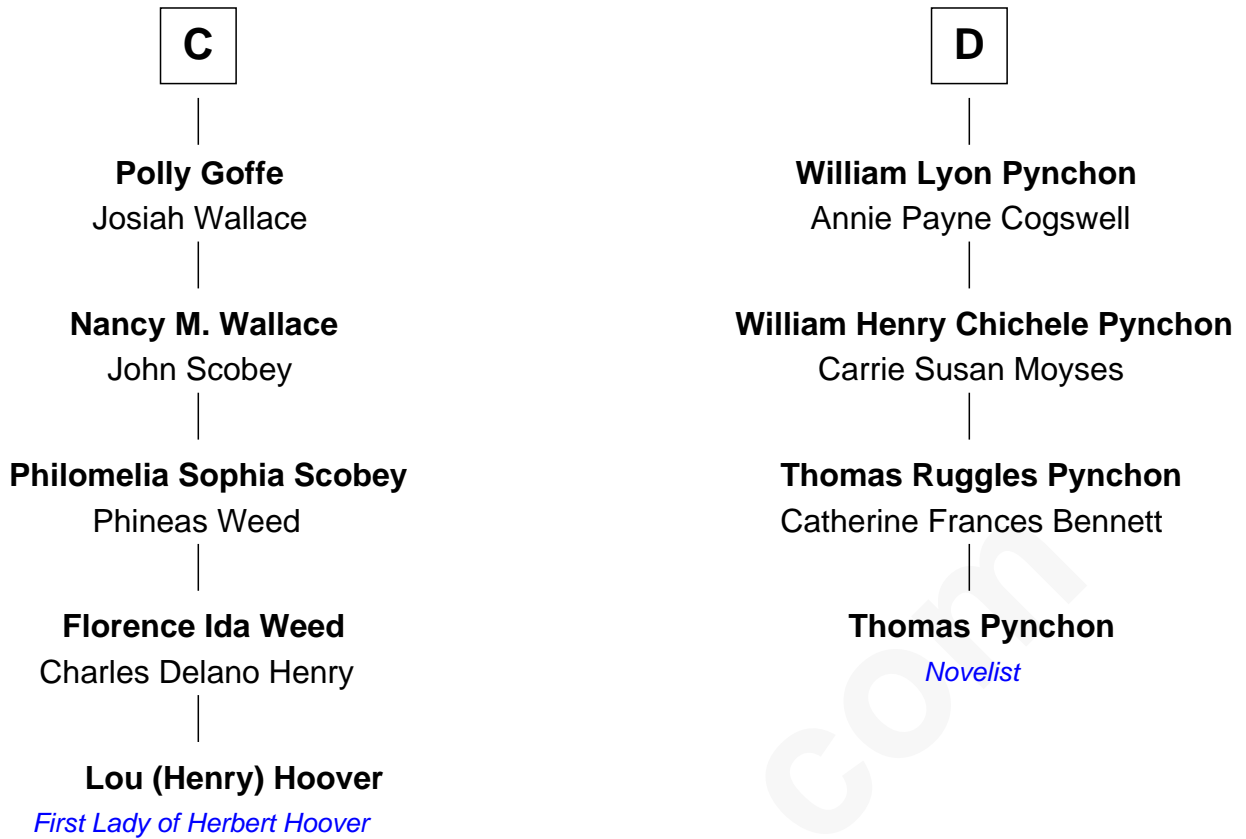 C
Polly Goffe
Josiah Wallace
Nancy M. Wallace
John Scobey
Philomelia Sophia Scobey
Phineas Weed
Florence Ida Weed
Charles Delano Henry
Lou (Henry) Hoover
First Lady of Herbert Hoover
D
William Lyon Pynchon
Annie Payne Cogswell
William Henry Chichele Pynchon
Carrie Susan Moyses
Thomas Ruggles Pynchon
Catherine Frances Bennett
Thomas Pynchon
Novelist
com